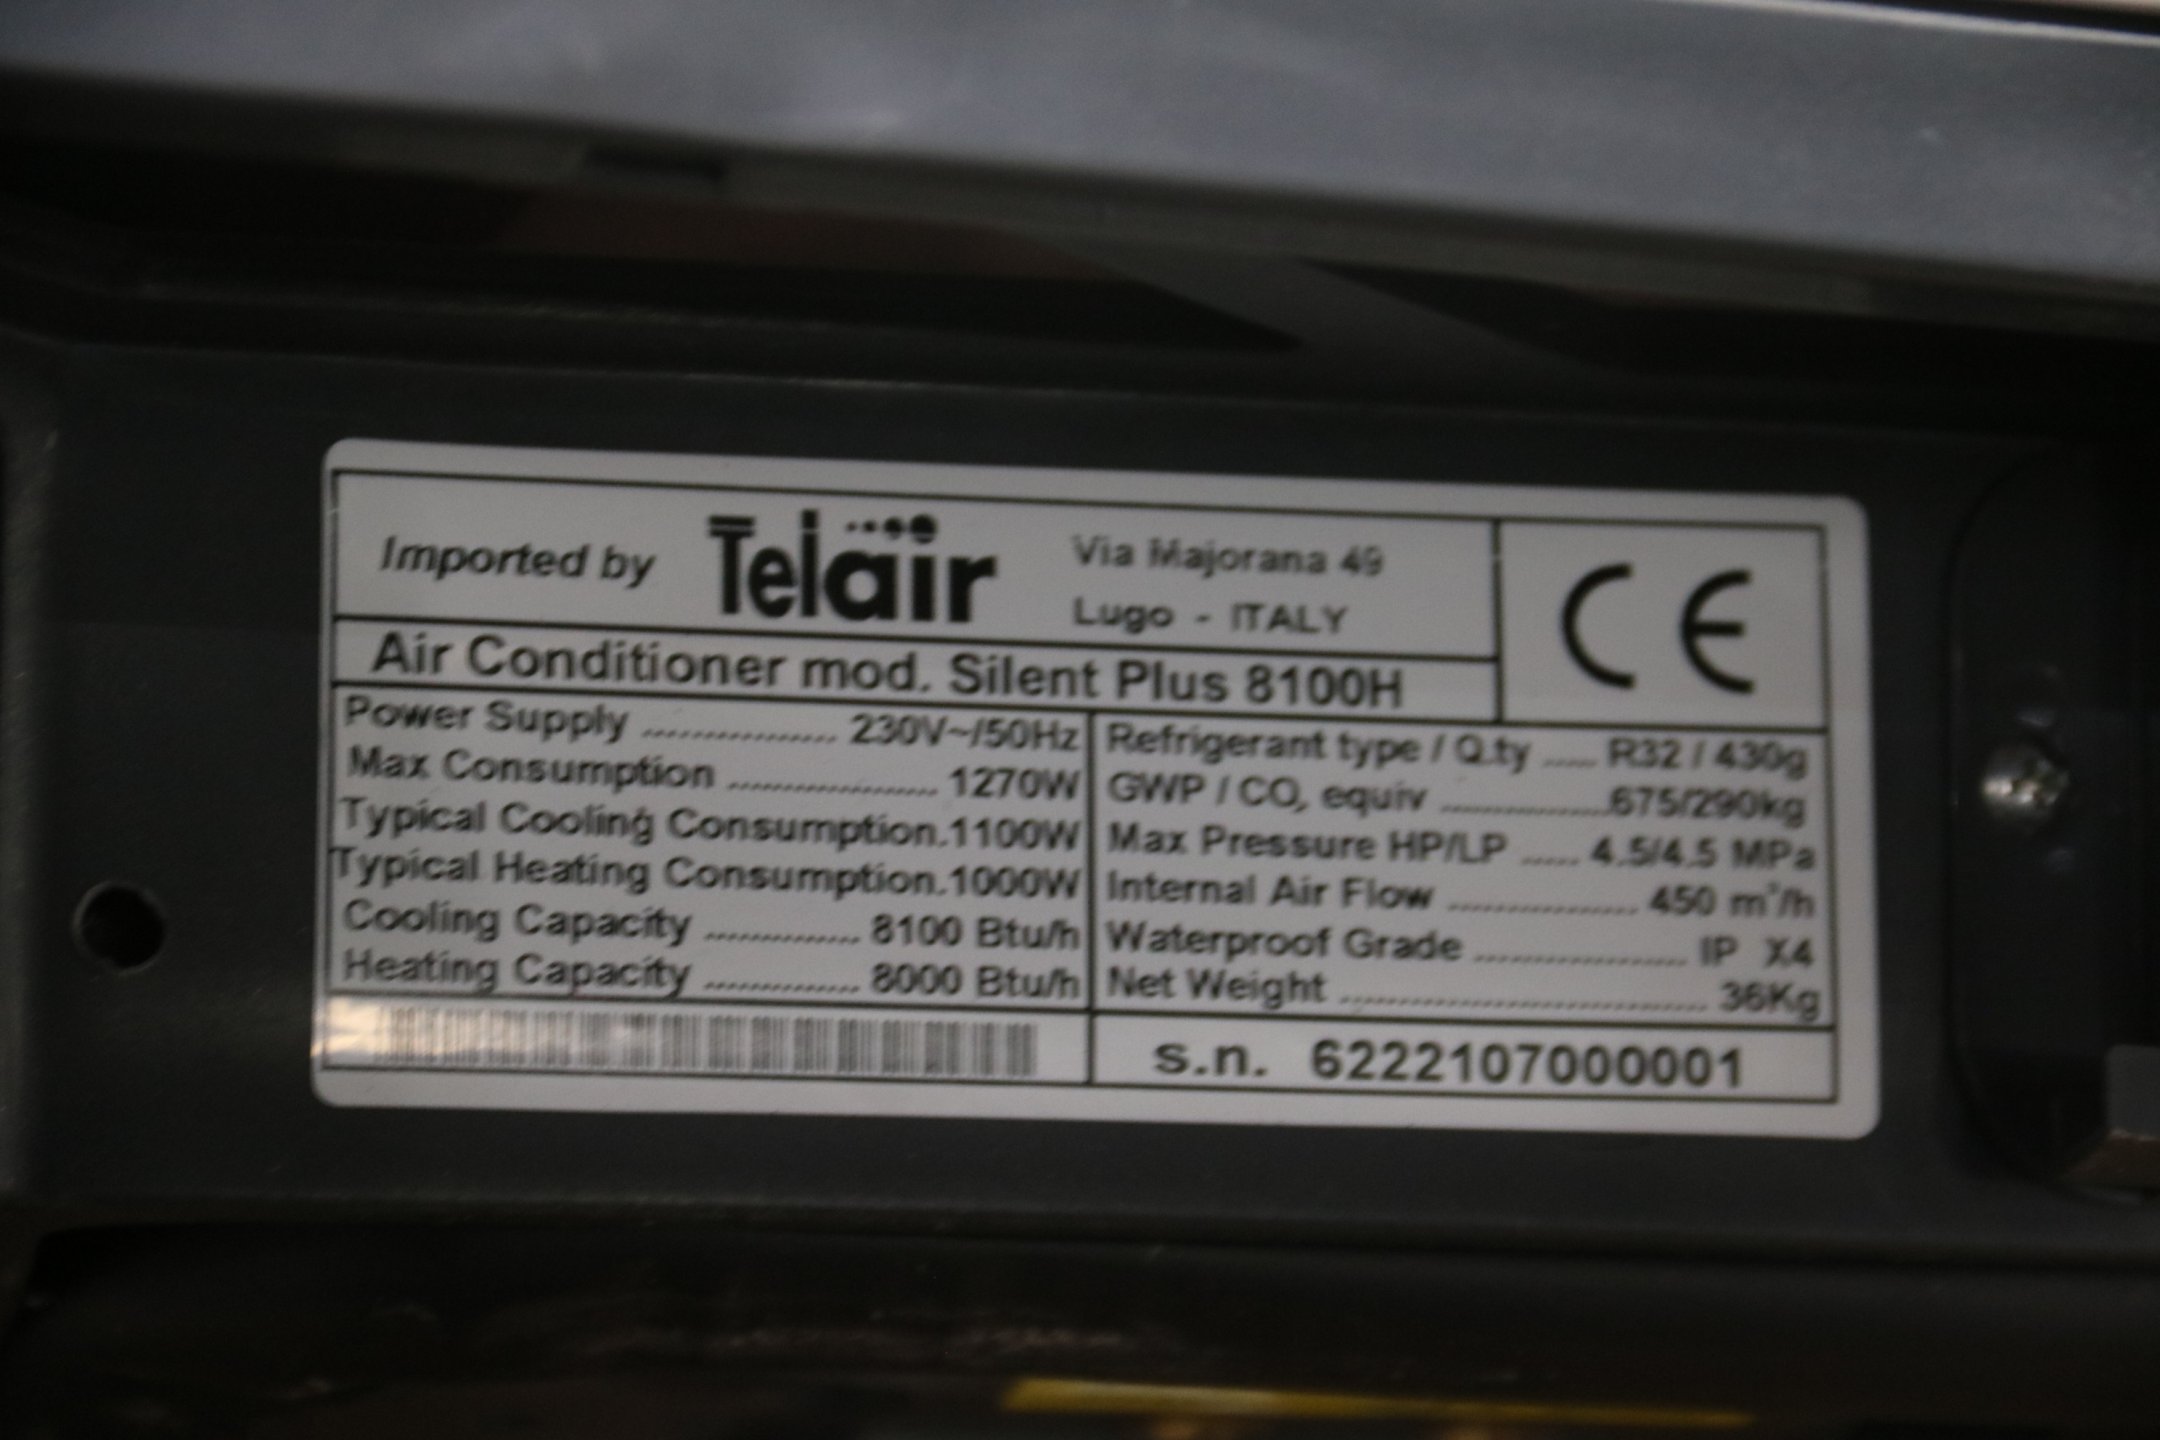 Imported by Telair Via Majorana 49
Lugo - ITALY
CE
Air Conditioner mod. Silent Plus 8100H
Power Supply ................ 230V~/50Hz
Max Consumption ................... 1270W
Typical Cooling Consumption.1100W
Typical Heating Consumption.1000W
Cooling Capacity .............. 8100 Btu/h
Heating Capacity .............. 8000 Btu/h
Refrigerant type / Q.ty ..... R32 / 430g
GWP / CO₂ equiv ................675/290kg
Max Pressure HP/LP ..... 4.5/4.5 MPa
Internal Air Flow ................ 450 m³/h
Waterproof Grade .................. IP X4
Net Weight ................................ 36Kg
s.n. 6222107000001